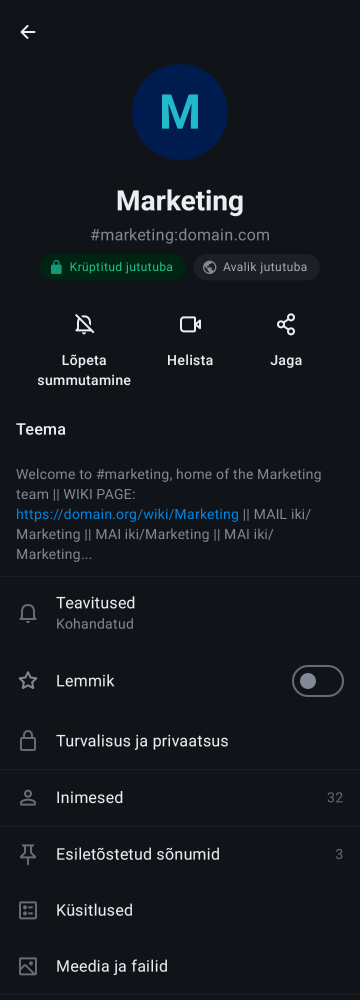 M
Marketing
#marketing:domain.com
Krüptitud jututuba
Avalik jututuba
Lõpeta
summutamine
Helista
Jaga
Teema
Welcome to #marketing, home of the Marketing
team || WIKI PAGE:
https://domain.org/wiki/Marketing || MAIL iki/
Marketing || MAI iki/Marketing || MAI iki/
Marketing...
Teavitused
Kohandatud
Lemmik
Turvalisus ja privaatsus
Inimesed 32
Esiletõstetud sõnumid 3
Küsitlused
Meedia ja failid